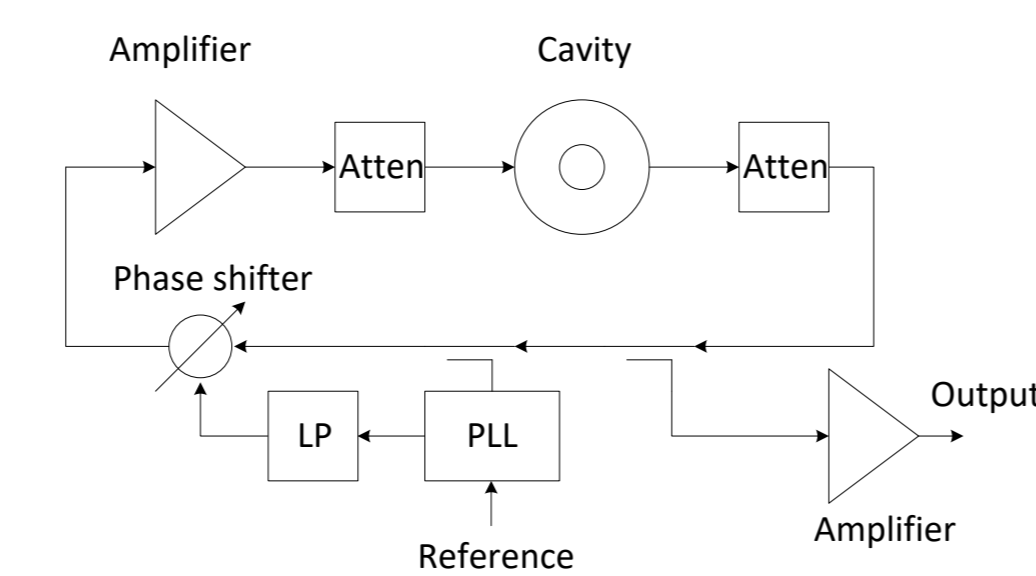 Amplifier
Cavity
Atten
Atten
Phase shifter
LP
PLL
Output
Amplifier
Reference